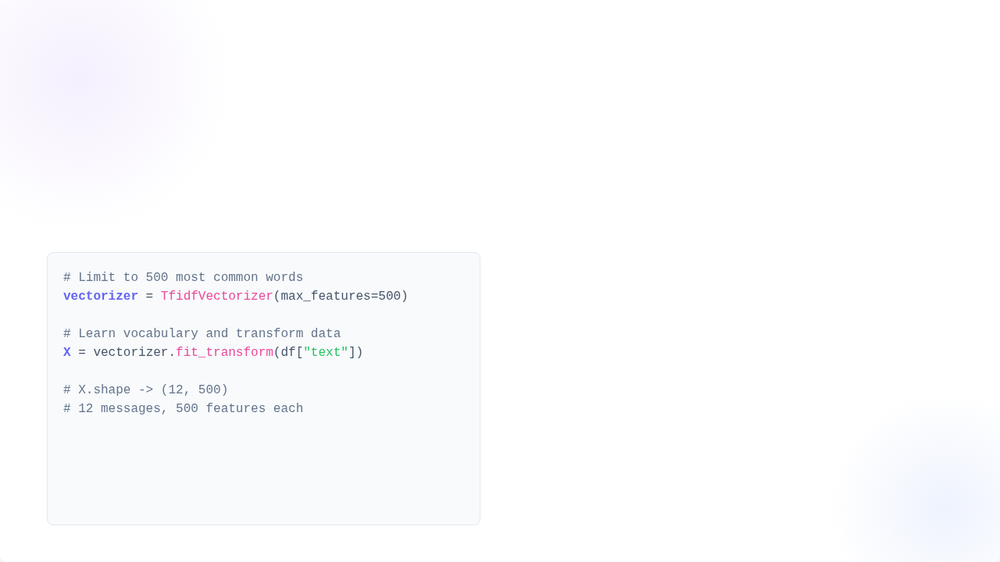 # Limit to 500 most common words
vectorizer = TfidfVectorizer(max_features=500)
# Learn vocabulary and transform data
X = vectorizer.fit_transform(df["text"])
# X.shape -> (12, 500)
# 12 messages, 500 features each